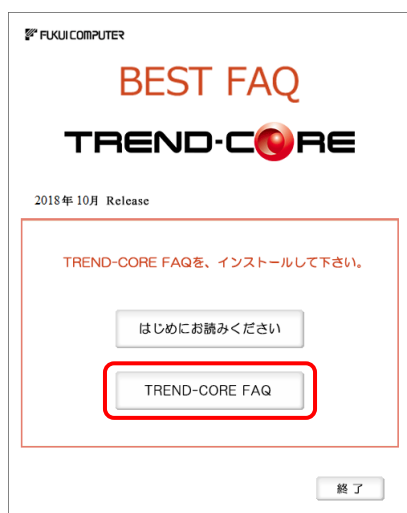 FUKUI COMPUTER
BEST FAQ
TREND-CORE
2018年 10月 Release
TREND-CORE FAQを、インストールして下さい。
はじめにお読みください
TREND-CORE FAQ
終 了